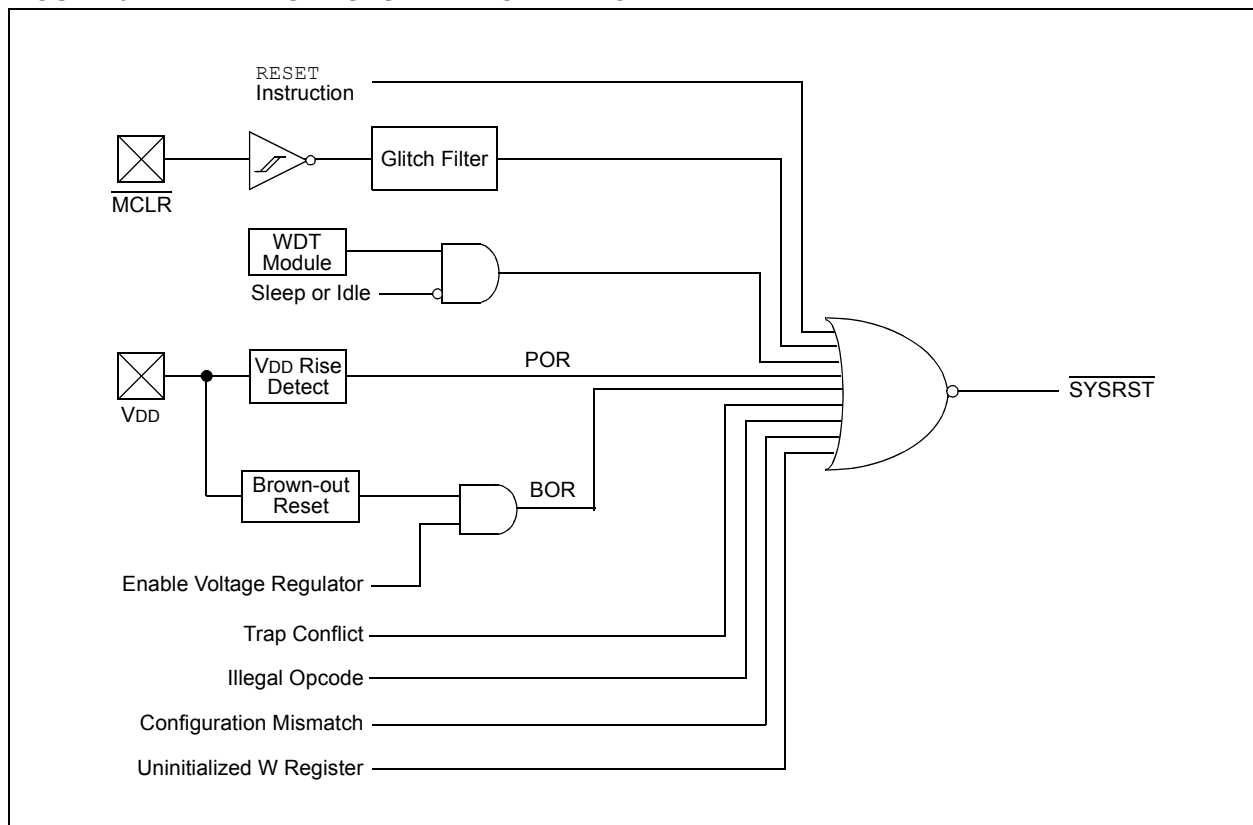 RESET
Instruction
MCLR
Glitch Filter
WDT
Module
Sleep or Idle
VDD
VDD Rise
Detect
POR
SYSRST
Brown-out
Reset
BOR
Enable Voltage Regulator
Trap Conflict
Illegal Opcode
Configuration Mismatch
Uninitialized W Register